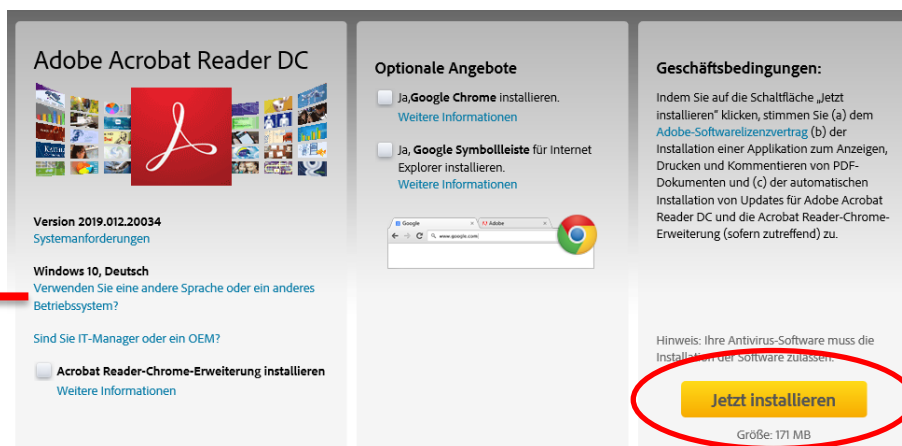 Adobe Acrobat Reader DC
Version 2019.012.20034
Systemanforderungen
Windows 10, Deutsch
Verwenden Sie eine andere Sprache oder ein anderes
Betriebssystem?
Sind Sie IT-Manager oder ein OEM?
Acrobat Reader-Chrome-Erweiterung installieren
Weitere Informationen
Optionale Angebote
Ja,Google Chrome installieren.
Weitere Informationen
Ja, Google Symbolleiste für Internet
Explorer installieren.
Weitere Informationen
Google
Adobe
www.google.com
Geschäftsbedingungen:
Indem Sie auf die Schaltfläche „Jetzt
installieren" klicken, stimmen Sie (a) dem
Adobe-Softwarelizenzvertrag (b) der
Installation einer Applikation zum Anzeigen,
Drucken und Kommentieren von PDF-
Dokumenten und (c) der automatischen
Installation von Updates für Adobe Acrobat
Reader DC und die Acrobat Reader-Chrome-
Erweiterung (sofern zutreffend) zu.
Hinweis: Ihre Antivirus-Software muss die
Installation der Software zulassen.
Jetzt installieren
Größe: 171 MB